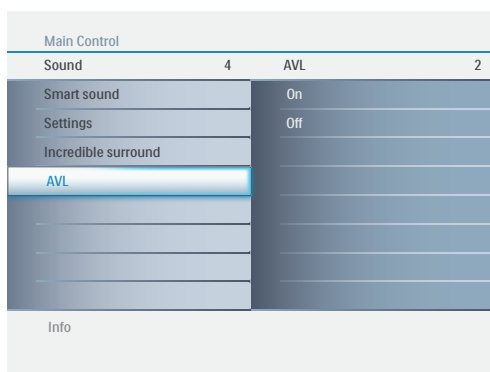 Main Control
Sound 4 AVL 2
Smart sound On
Settings Off
Incredible surround
AVL
Info